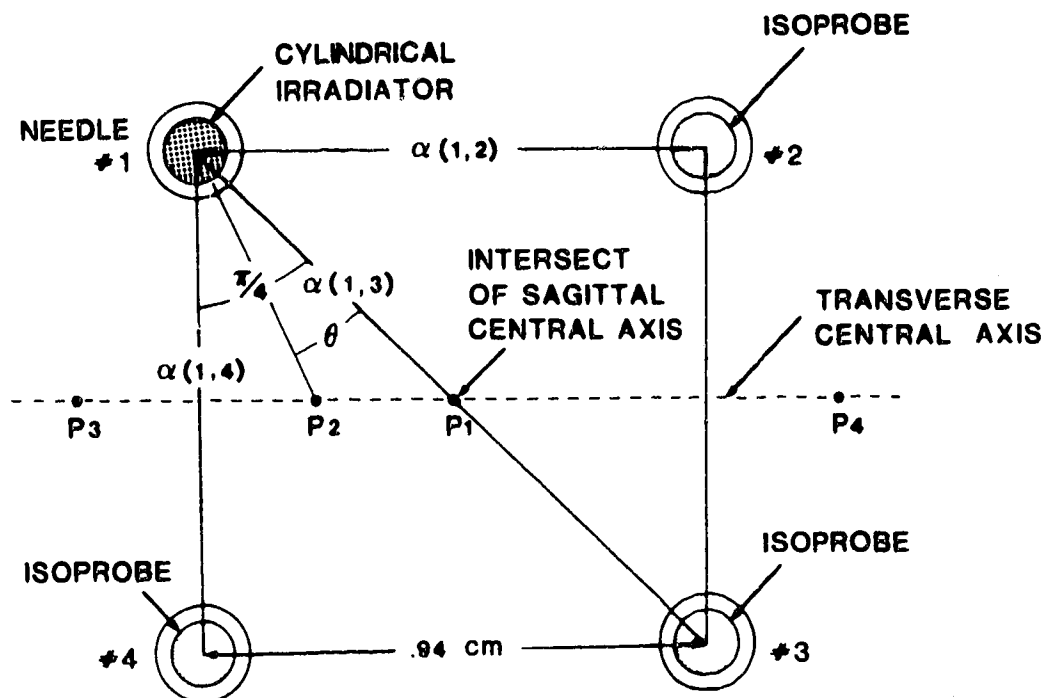 ISOPROBE
CYLINDRICAL
IRRADIATOR
NEEDLE
#1
α(1,2)
#2
π/4
α(1,3)
θ
α(1,4)
INTERSECT
OF SAGITTAL
CENTRAL AXIS
TRANSVERSE
CENTRAL AXIS
P3
P2
P1
P4
ISOPROBE
#4
.94 cm
ISOPROBE
#3